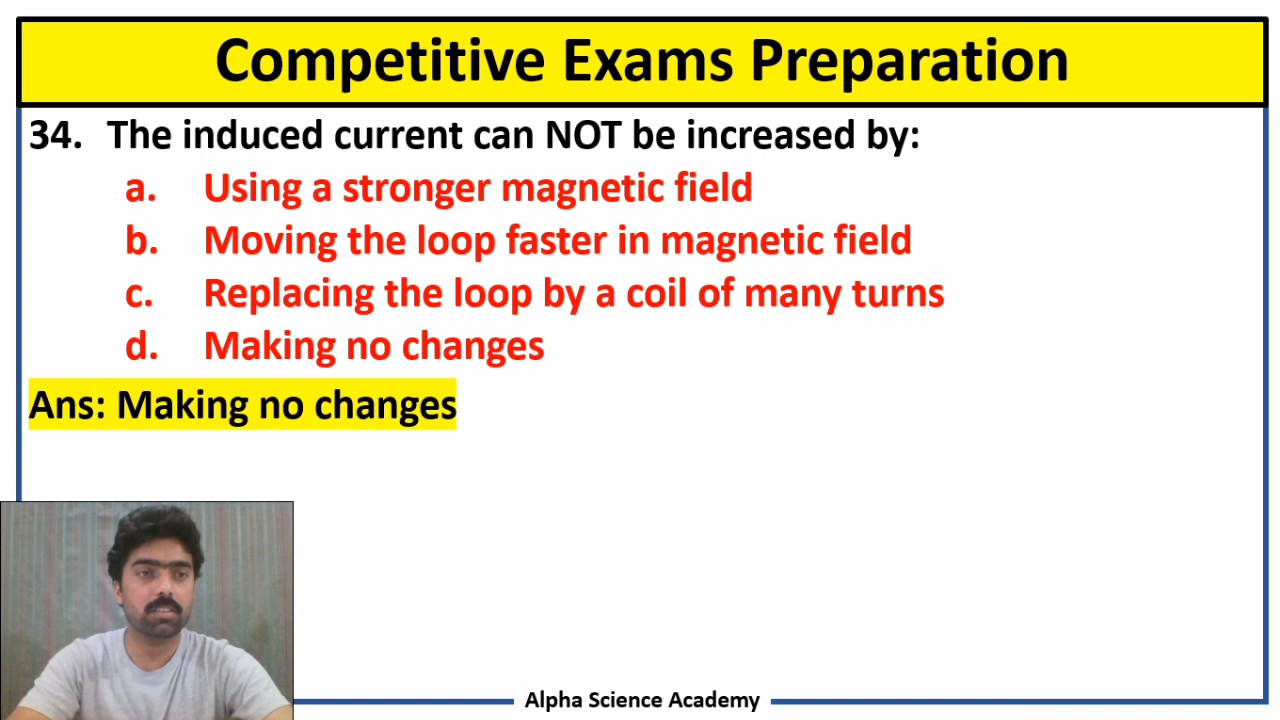 Competitive Exams Preparation
34. The induced current can NOT be increased by:
a. Using a stronger magnetic field
b. Moving the loop faster in magnetic field
c. Replacing the loop by a coil of many turns
d. Making no changes
Ans: Making no changes
Alpha Science Academy